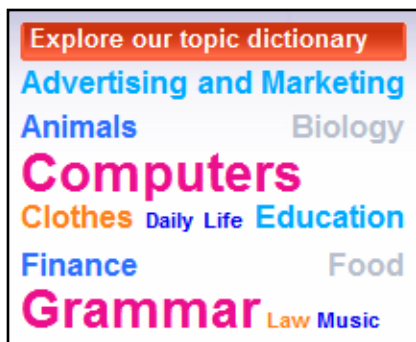 Explore our topic dictionary
Advertising and Marketing
Animals Biology
Computers
Clothes Daily Life Education
Finance Food
Grammar Law Music